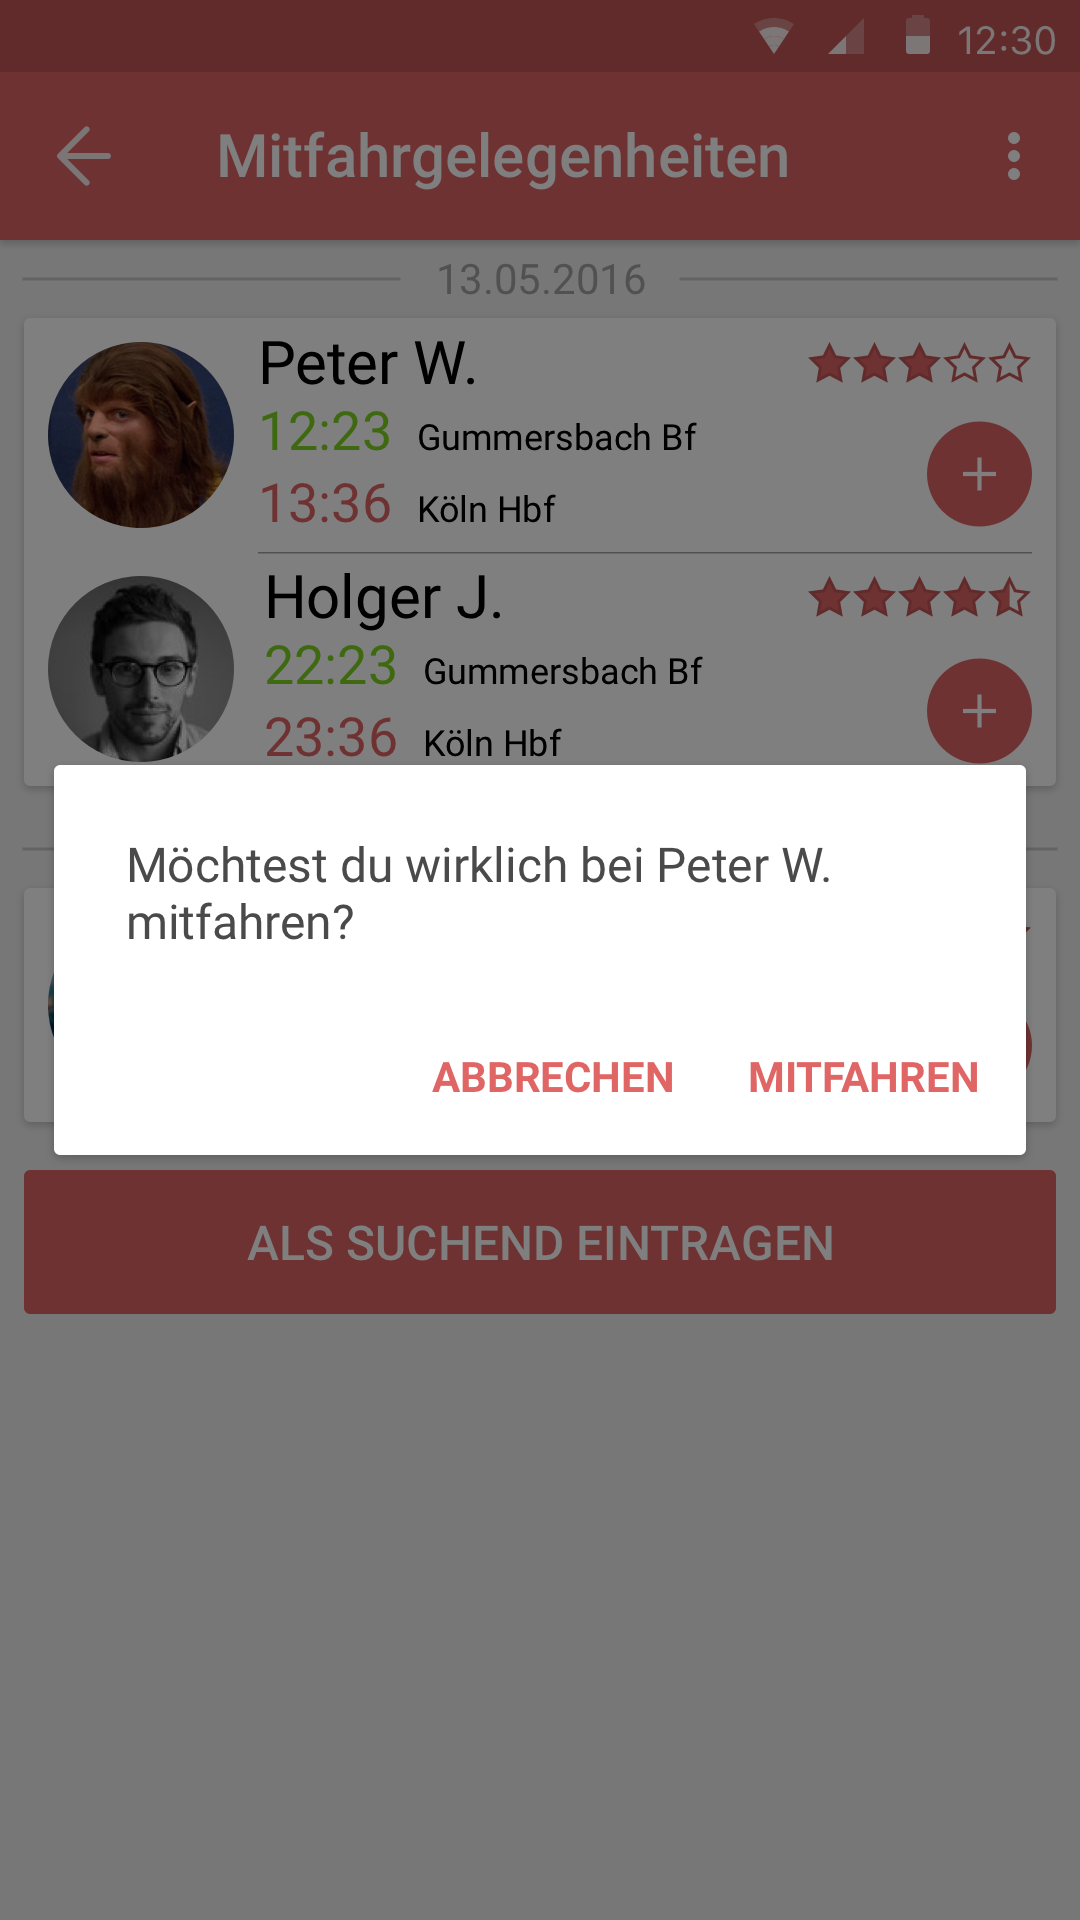 12:30
Mitfahrgelegenheiten
13.05.2016
Peter W.
12:23 Gummersbach Bf
13:36 Köln Hbf
Holger J.
22:23 Gummersbach Bf
23:36 Köln Hbf
Möchtest du wirklich bei Peter W.
mitfahren?
ABBRECHEN MITFAHREN
ALS SUCHEND EINTRAGEN